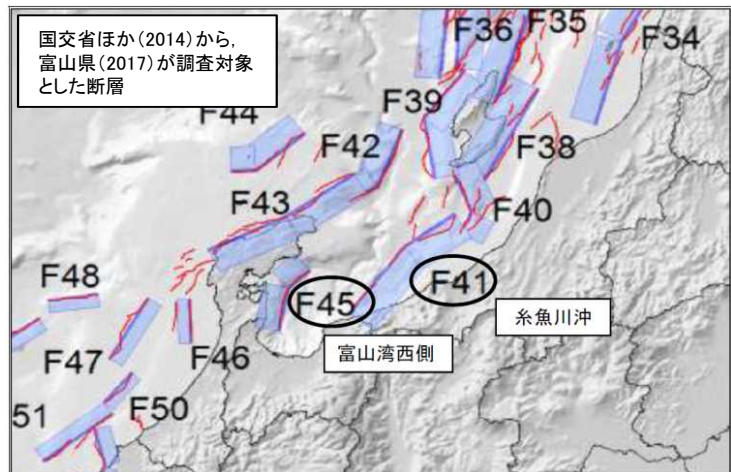 国交省ほか(2014)から,
富山県(2017)が調査対象
とした断層
F36
F35
F34
F39
F44
F42
F38
F43
F40
F48
F45
F41
糸魚川沖
F47
F46
富山湾西側
51
F50